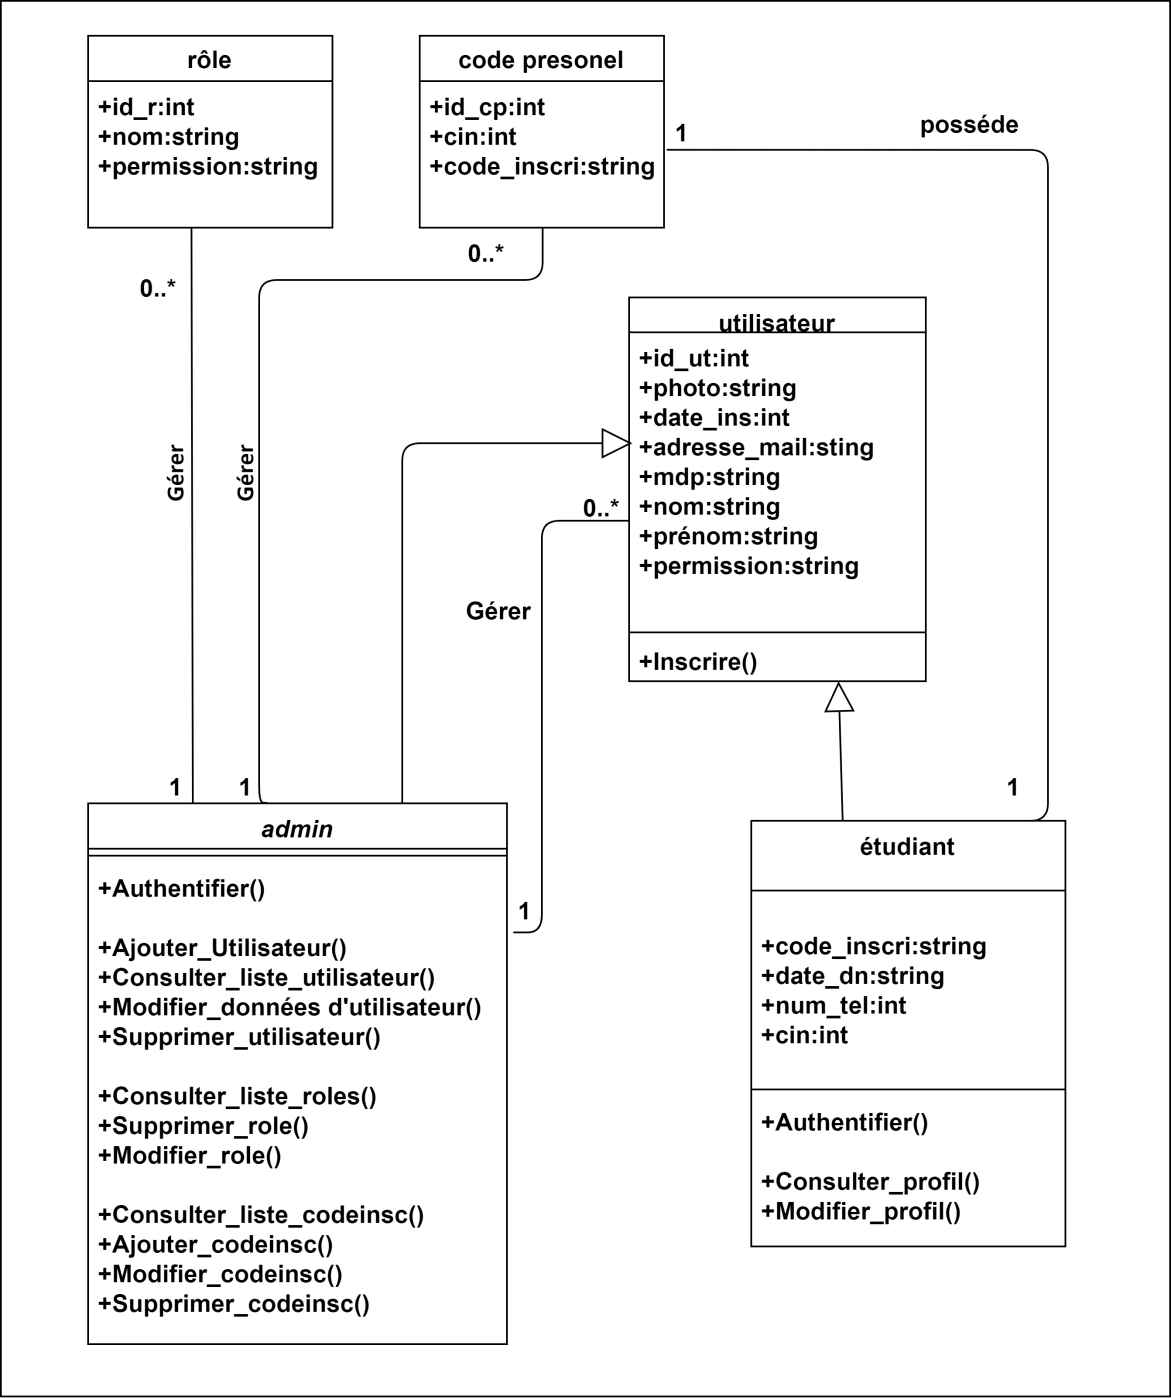 rôle
+id_r:int
+nom:string
+permission:string
code presonel
+id_cp:int
+cin:int
+code_inscri:string
1
posséde
0..*
0..*
Gérer
Gérer
utilisateur
+id_ut:int
+photo:string
+date_ins:int
+adresse_mail:sting
+mdp:string
+nom:string
+prénom:string
+permission:string
+Inscrire()
0..*
Gérer
1
1
1
1
admin
+Authentifier()
+Ajouter_Utilisateur()
+Consulter_liste_utilisateur()
+Modifier_données d'utilisateur()
+Supprimer_utilisateur()
+Consulter_liste_roles()
+Supprimer_role()
+Modifier_role()
+Consulter_liste_codeinsc()
+Ajouter_codeinsc()
+Modifier_codeinsc()
+Supprimer_codeinsc()
étudiant
+code_inscri:string
+date_dn:string
+num_tel:int
+cin:int
+Authentifier()
+Consulter_profil()
+Modifier_profil()